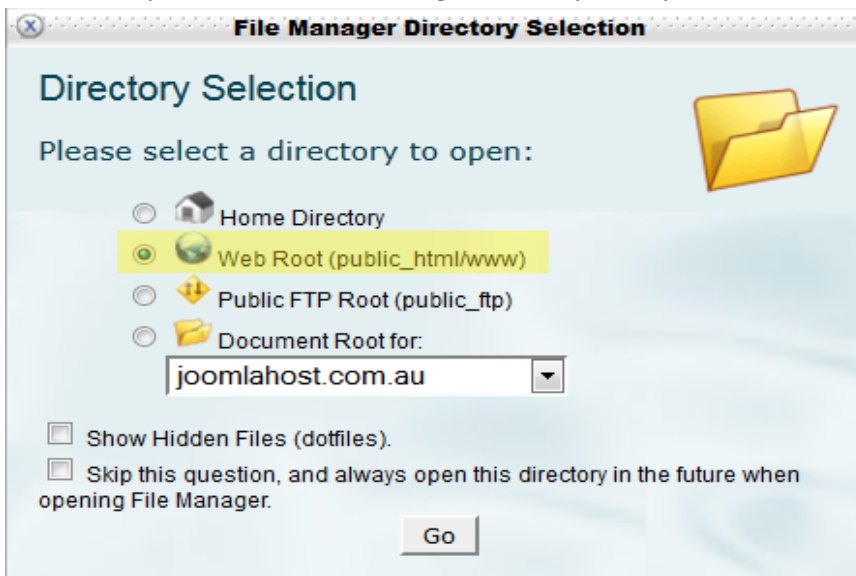 File Manager Directory Selection
Directory Selection
Please select a directory to open:
Home Directory
Web Root (public_html/www)
Public FTP Root (public_ftp)
Document Root for:
joomlahost.com.au
Show Hidden Files (dotfiles).
Skip this question, and always open this directory in the future when
opening File Manager.
Go